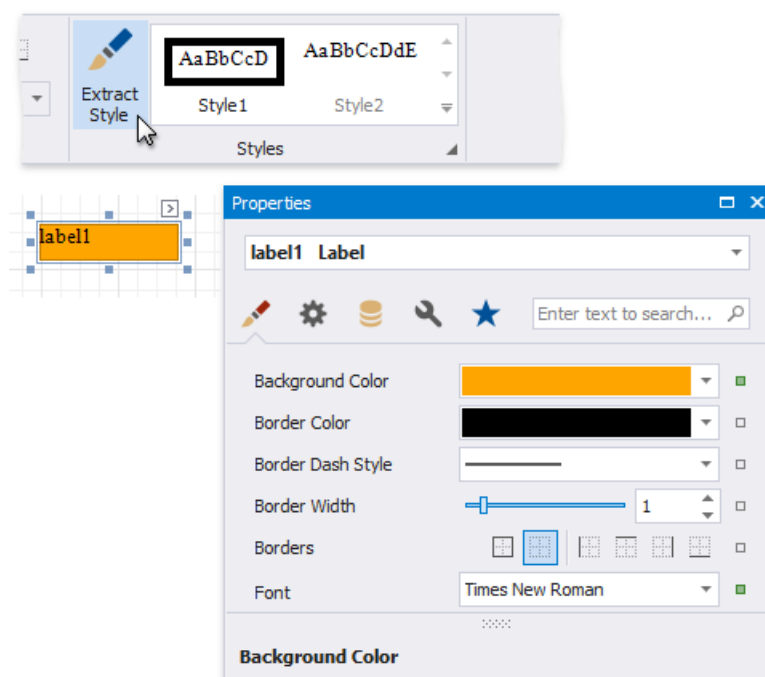 AaBbCcD
AaBbCcDdE
Extract
Style
Style1
Style2
Styles
label1
Properties
label1 Label
Enter text to search...
Background Color
Border Color
Border Dash Style
Border Width
1
Borders
Font
Times New Roman
Background Color